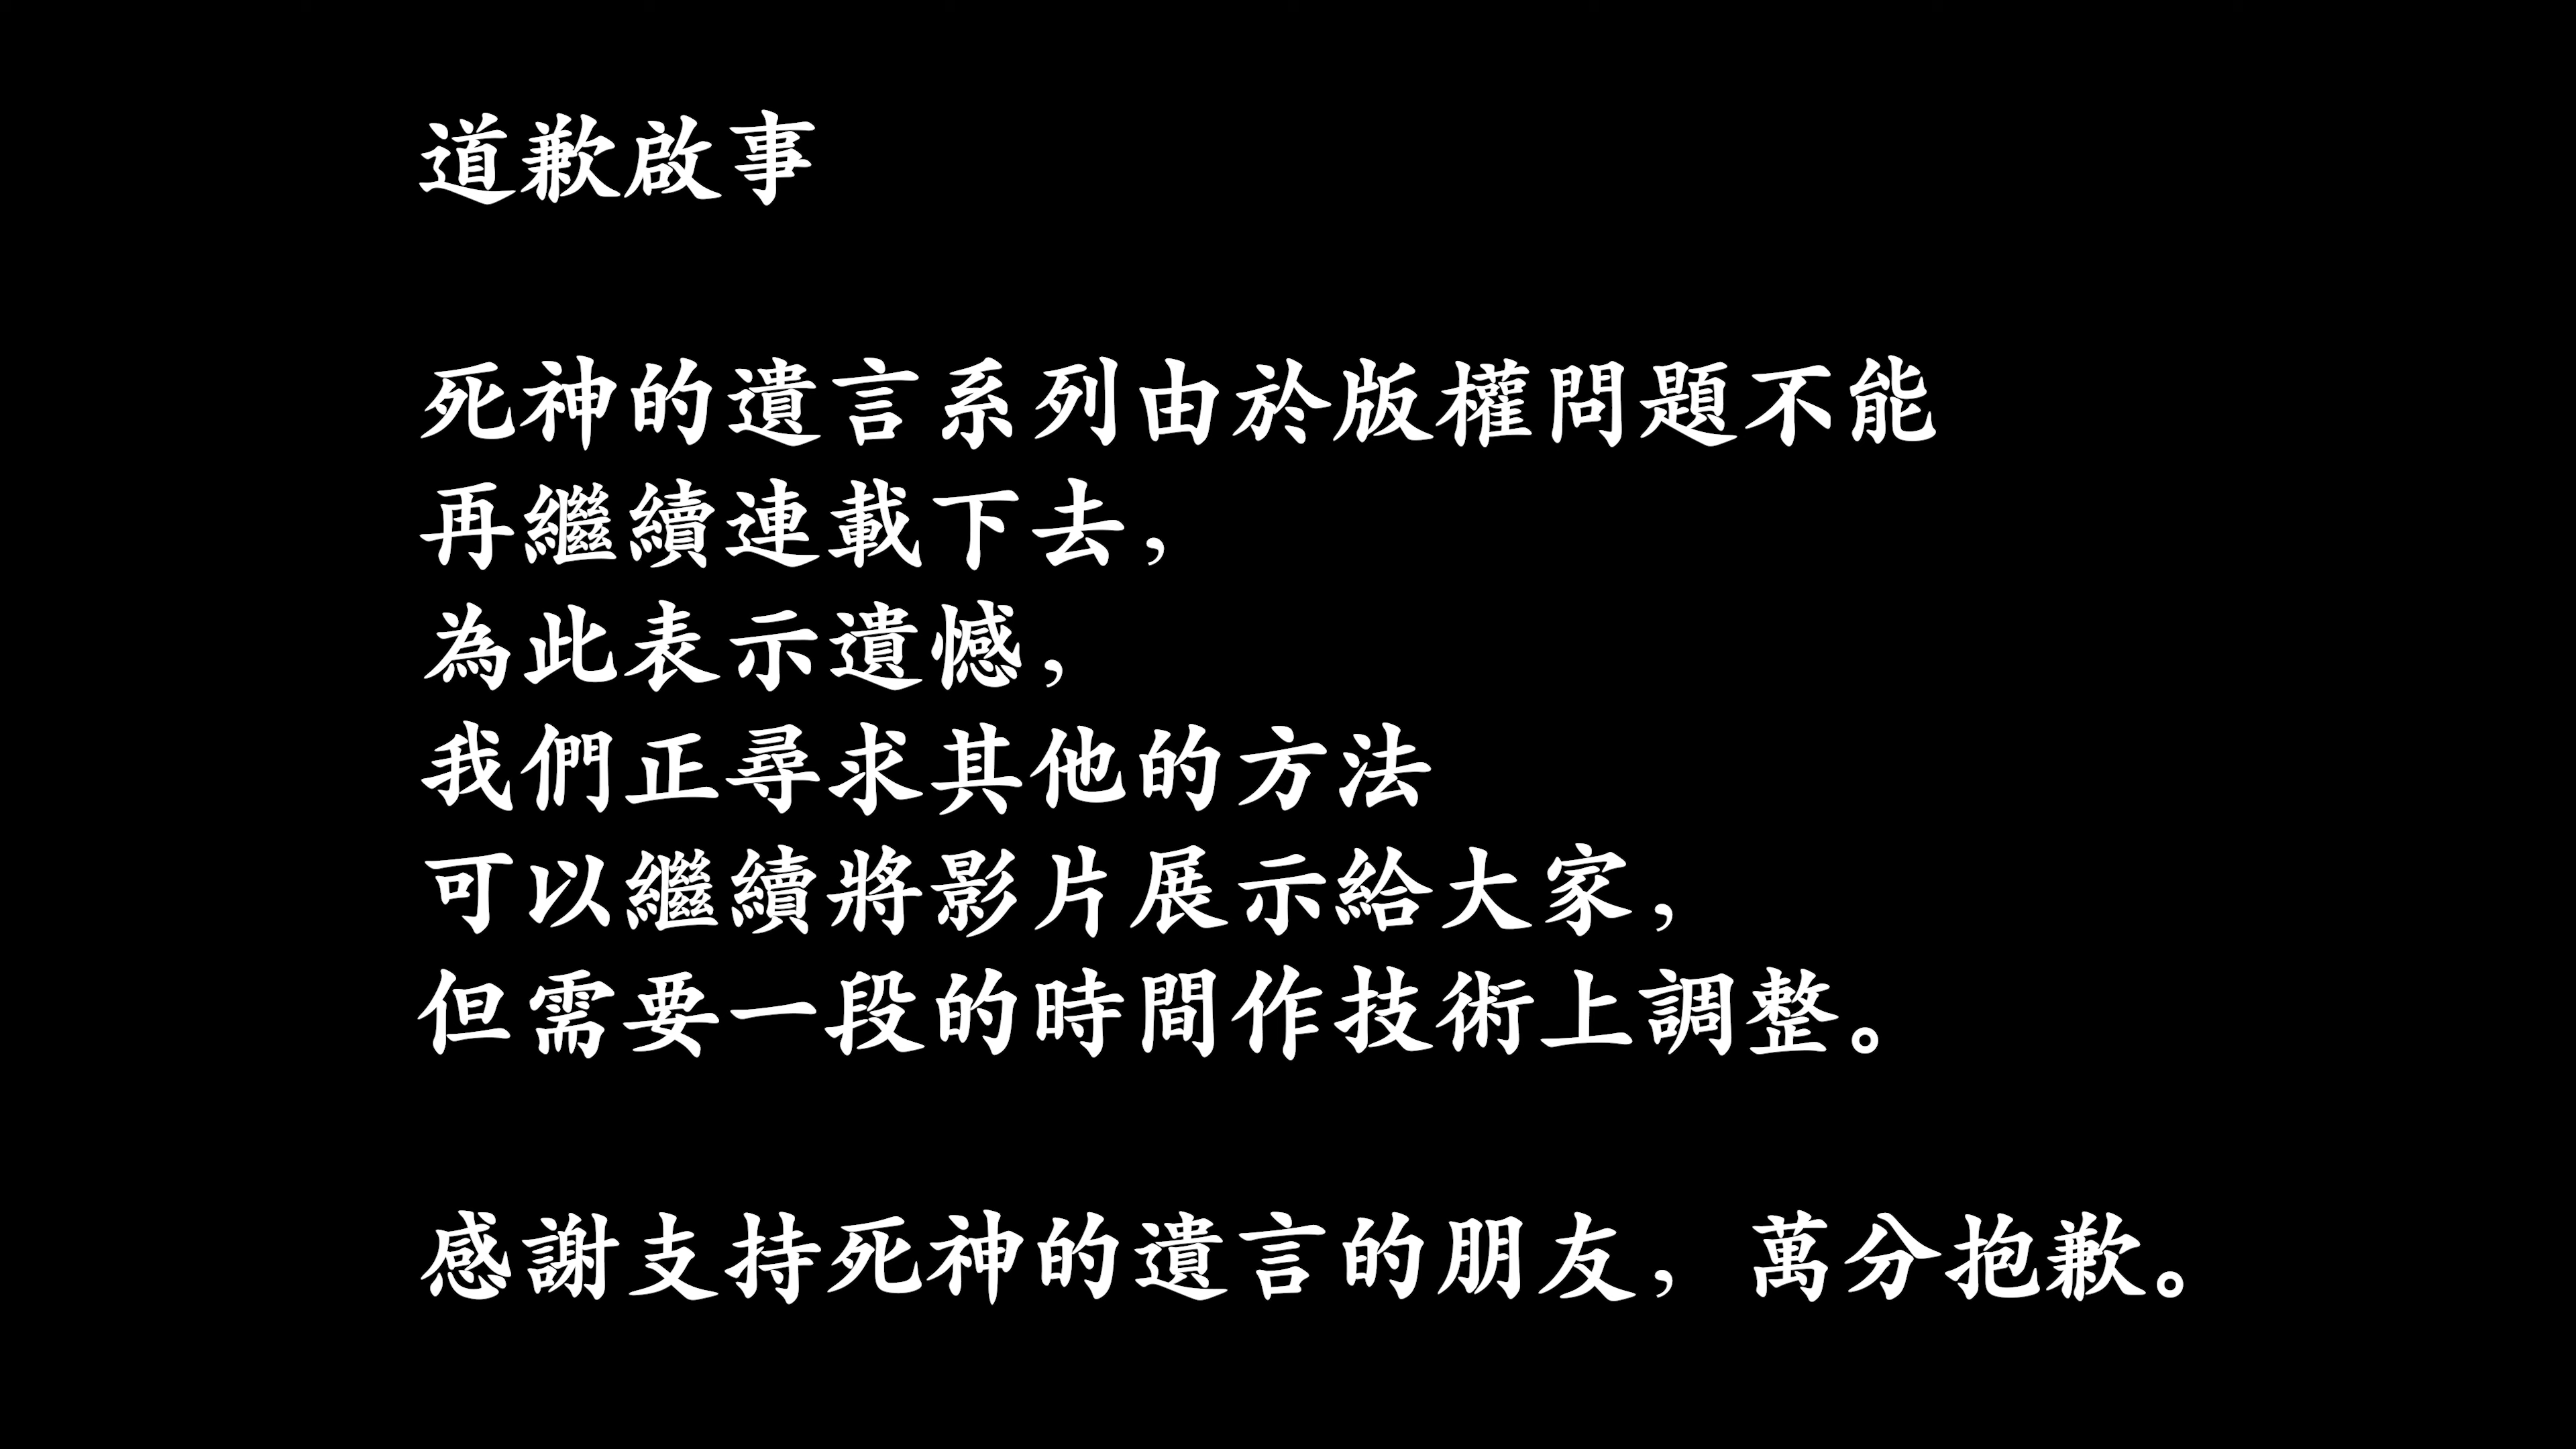 道歉啟事
死神的遺言系列由於版權問題不能
再繼續連載下去，
為此表示遺憾，
我們正尋求其他的方法
可以繼續將影片展示給大家，
但需要一段的時間作技術上調整。
感謝支持死神的遺言的朋友，萬分抱歉。